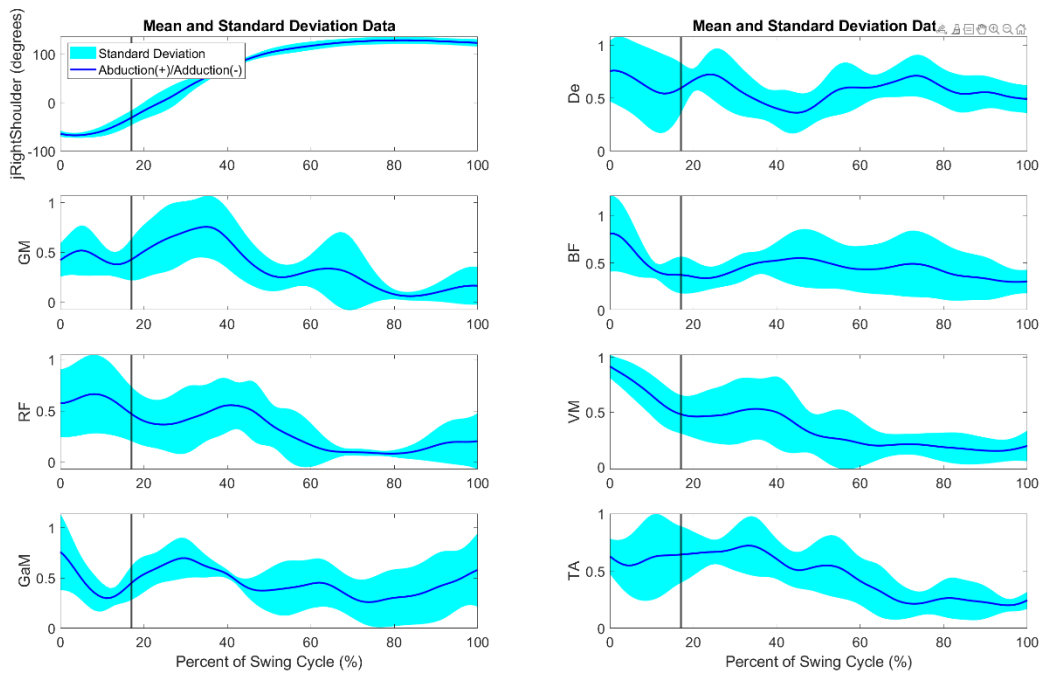 Mean and Standard Deviation Data
jRightShoulder (degrees)
100
0
-100
Standard Deviation
Abduction(+)/Adduction(-)
0 20 40 60 80 100
Mean and Standard Deviation Dat
De
1
0.5
0
0 20 40 60 80 100
GM
1
0.5
0
0 20 40 60 80 100
BF
1
0.5
0
0 20 40 60 80 100
RF
1
0.5
0
0 20 40 60 80 100
VM
1
0.5
0
0 20 40 60 80 100
GaM
1
0.5
0
0 20 40 60 80 100
Percent of Swing Cycle (%)
TA
1
0.5
0
0 20 40 60 80 100
Percent of Swing Cycle (%)